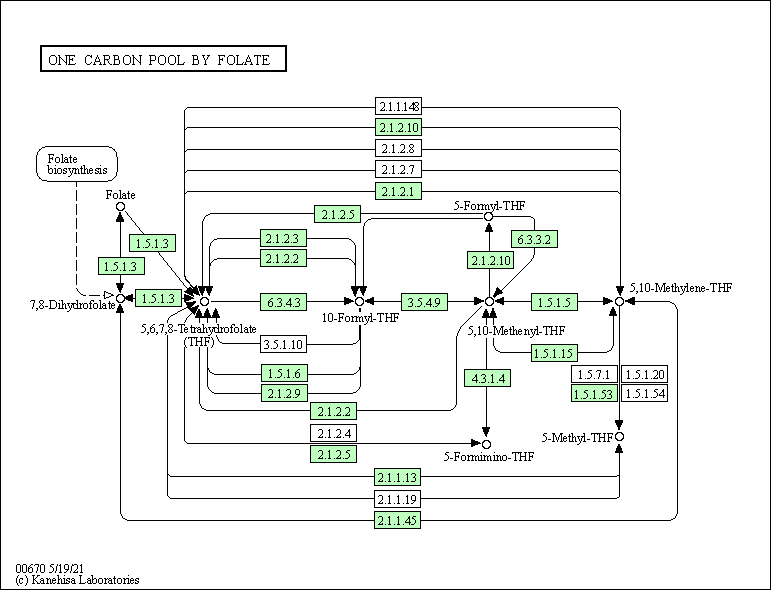 ONE CARBON POOL BY FOLATE
2.1.1.148
2.1.2.10
2.1.2.8
2.1.2.7
2.1.2.1
Folate
biosynthesis
Folate
5-Formyl-THF
2.1.2.5
1.5.1.3
2.1.2.3
6.3.3.2
2.1.2.2
2.1.2.10
1.5.1.3
7,8-Dihydrofolate
1.5.1.3
6.3.4.3
3.5.4.9
1.5.1.5
5,10-Methylene-THF
5,6,7,8-Tetrahydrofolate
(THF)
10-Formyl-THF
5,10-Methenyl-THF
3.5.1.10
1.5.1.15
1.5.1.6
4.3.1.4
1.5.7.1
1.5.1.20
2.1.2.9
1.5.1.53
1.5.1.54
2.1.2.2
2.1.2.4
5-Methyl-THF
2.1.2.5
5-Formimino-THF
2.1.1.13
2.1.1.19
2.1.1.45
00670 5/19/21
(c) Kanehisa Laboratories